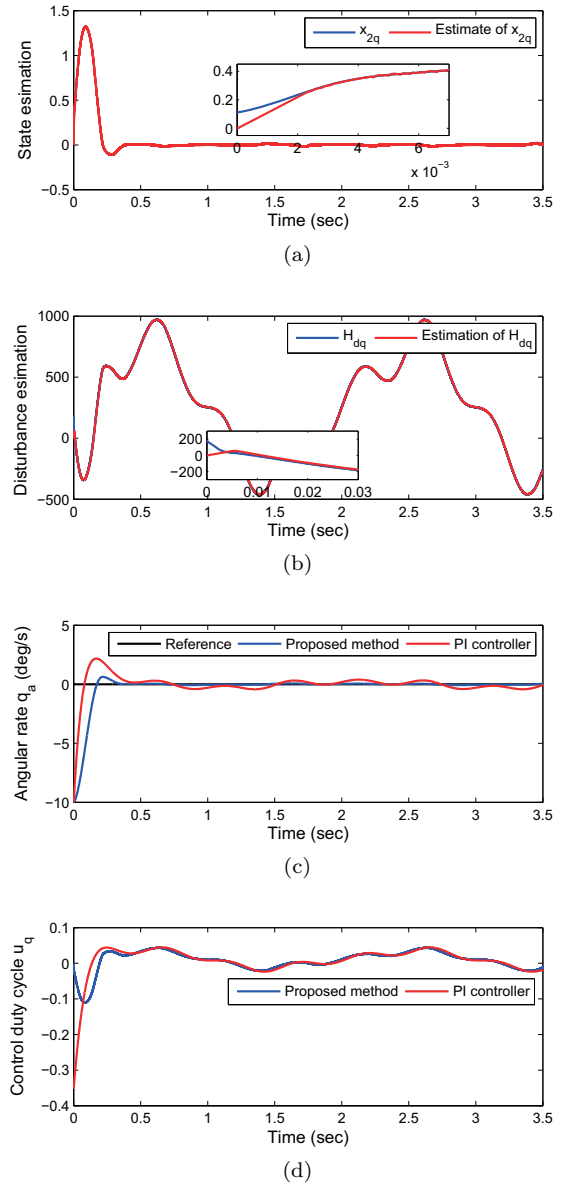 1.5
x2q
Estimate of x2q
1
State esimation
0.5
0
−0.5
0.4
0.2
0
0 2 4 6
x 10⁻³
0 0.5 1 1.5 2 2.5 3 3.5
Time (sec)
(a)
1000
Hdq
Estimation of Hdq
Disturbance esimation
500
0
−500
200
0
−200
0 0.01 0.02 0.03
0 0.5 1 1.5 2 2.5 3 3.5
Time (sec)
(b)
5
Reference
Proposed method
PI controller
Angular rate qa (deg/s)
0
−5
−10
0 0.5 1 1.5 2 2.5 3 3.5
Time (sec)
(c)
0.1
Control duty cycle uq
0
−0.1
Proposed method
PI controller
−0.2
−0.3
−0.4
0 0.5 1 1.5 2 2.5 3 3.5
Time (sec)
(d)